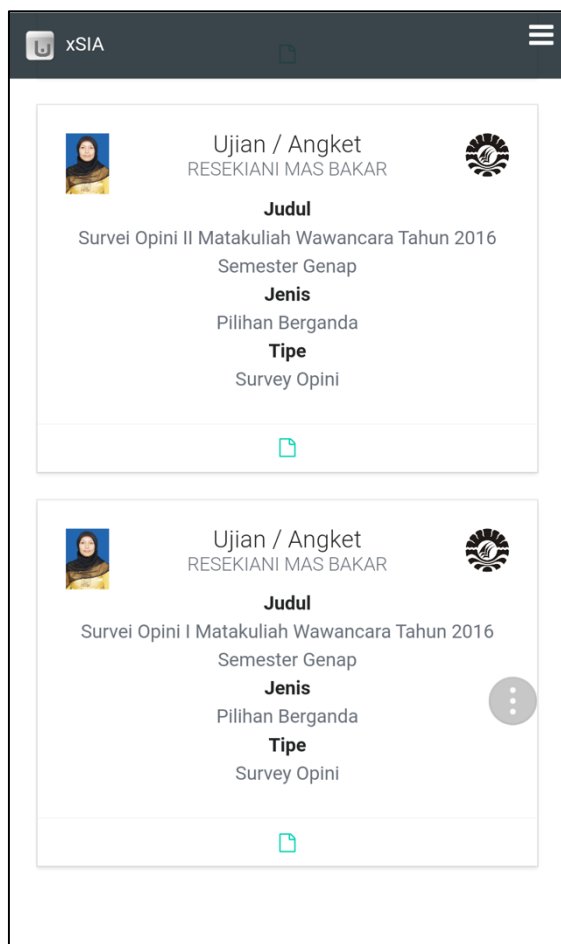 xSIA
Ujian / Angket
RESEKIANI MAS BAKAR
Judul
Survei Opini II Matakuliah Wawancara Tahun 2016
Semester Genap
Jenis
Pilihan Berganda
Tipe
Survey Opini
Ujian / Angket
RESEKIANI MAS BAKAR
Judul
Survei Opini I Matakuliah Wawancara Tahun 2016
Semester Genap
Jenis
Pilihan Berganda
Tipe
Survey Opini